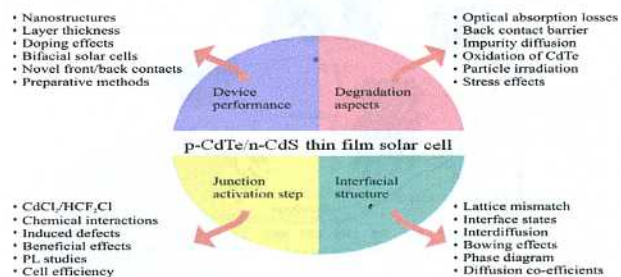 • Nanostructures
• Layer thickness
• Doping effects
• Bifacial solar cells
• Novel front/back contacts
• Preparative methods
• Optical absorption losses
• Back contact barrier
• Impurity diffusion
• Oxidation of CdTe
• Particle irradiation
• Stress effects
Device
performance
Degradation
aspects
p-CdTe/n-CdS thin film solar cell
Junction
activation step
Interfacial
structure
• CdCl₂/HCF₂Cl
• Chemical interactions
• Induced defects
• Beneficial effects
• PL studies
• Cell efficiency
• Lattice mismatch
• Interface states
• Interdiffusion
• Bowing effects
• Phase diagram
• Diffusion co-efficients